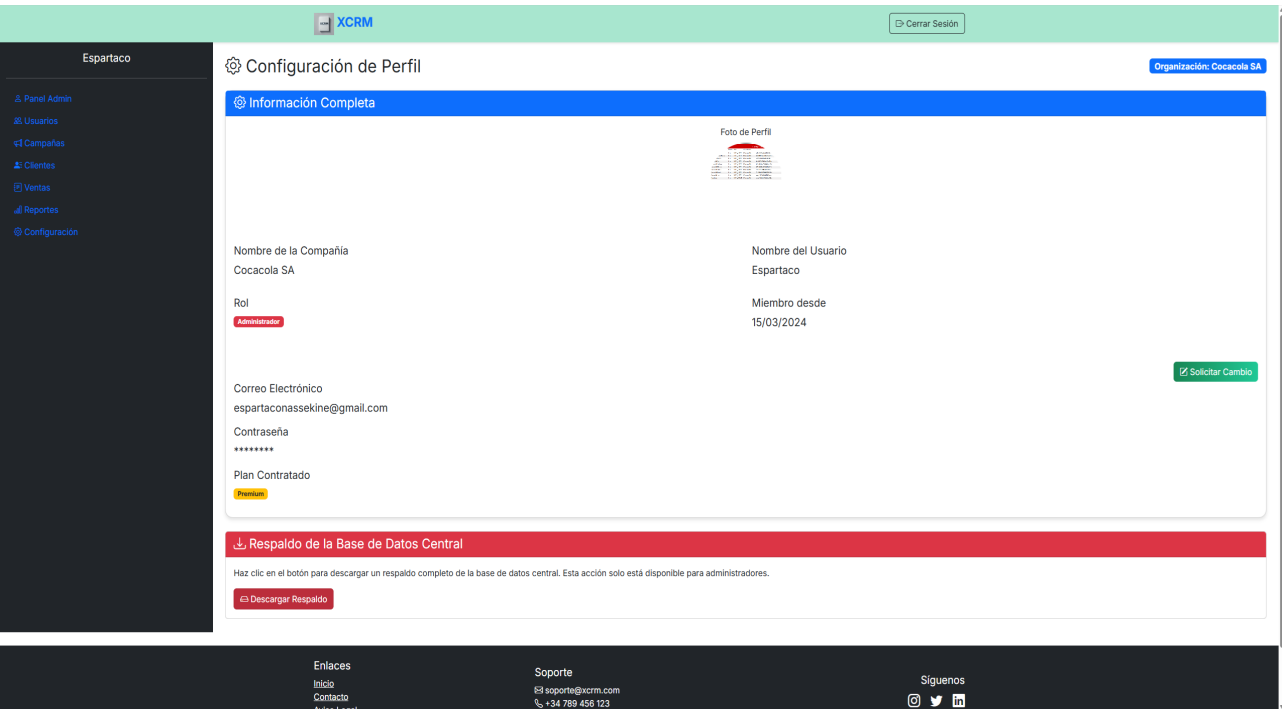 XCRM
Cerrar Sesión
Espartaco
Panel Admin
Usuarios
Campañas
Clientes
Ventas
Reportes
Configuración
Configuración de Perfil
Organización: Cocacola SA
Información Completa
Foto de Perfil
Nombre de la Compañía
Cocacola SA
Nombre del Usuario
Espartaco
Rol
Administrador
Miembro desde
15/03/2024
Solicitar Cambio
Correo Electrónico
espartaconassekine@gmail.com
Contraseña
********
Plan Contratado
Premium
Respaldo de la Base de Datos Central
Haz clic en el botón para descargar un respaldo completo de la base de datos central. Esta acción solo está disponible para administradores.
Descargar Respaldo
Enlaces
Inicio
Contacto
Aviso Legal
Soporte
soporte@xcrm.com
+34 789 456 123
Síguenos